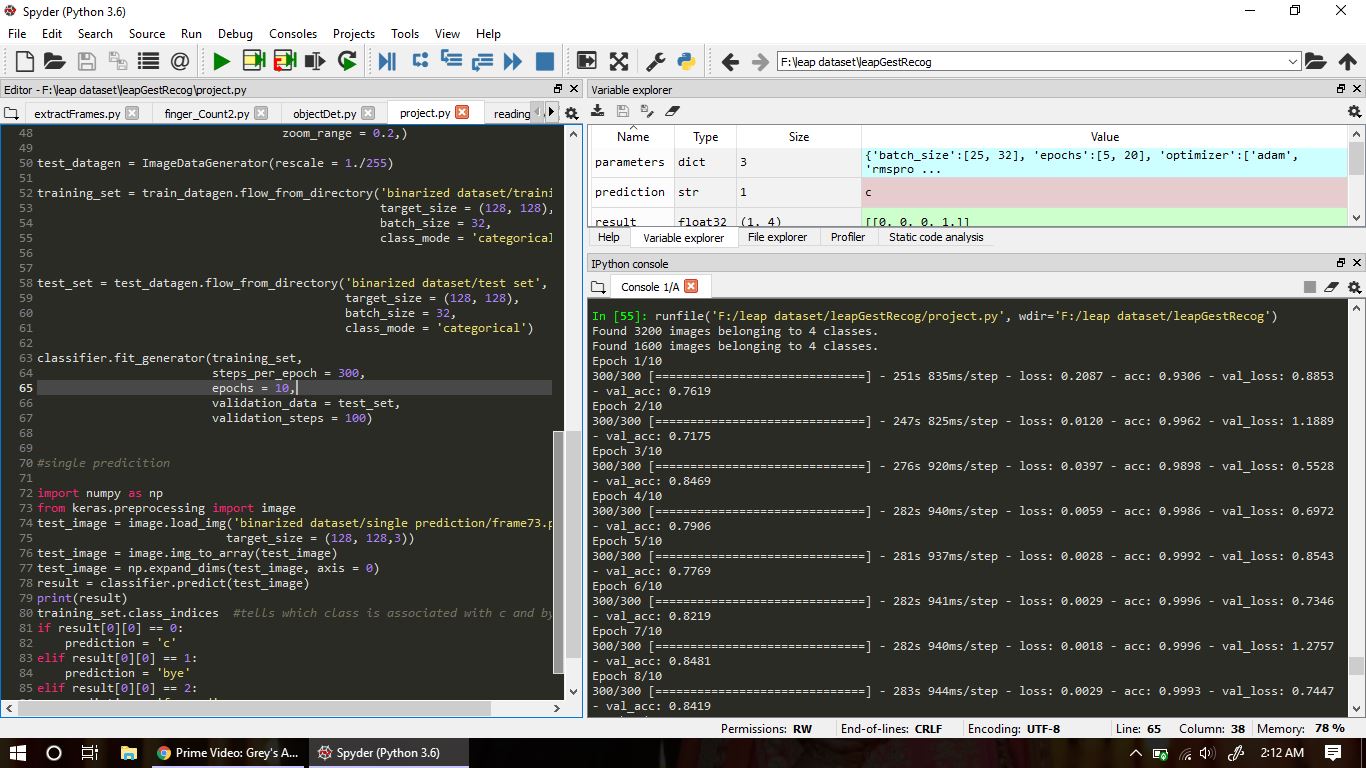 Spyder (Python 3.6)
File Edit Search Source Run Debug Consoles Projects Tools View Help
F:\leap dataset\leapGestRecog
Editor - F:\leap dataset\leapGestRecog\project.py
extractFrames.py finger_Count2.py objectDet.py project.py reading
48 zoom_range = 0.2,)
49
50 test_datagen = ImageDataGenerator(rescale = 1./255)
51
52 training_set = train_datagen.flow_from_directory('binarized dataset/traini
53 target_size = (128, 128),
54 batch_size = 32,
55 class_mode = 'categorical
56
57
58 test_set = test_datagen.flow_from_directory('binarized dataset/test set',
59 target_size = (128, 128),
60 batch_size = 32,
61 class_mode = 'categorical')
62
63 classifier.fit_generator(training_set,
64 steps_per_epoch = 300,
65 epochs = 10,
66 validation_data = test_set,
67 validation_steps = 100)
68
69
70 #single predicition
71
72 import numpy as np
73 from keras.preprocessing import image
74 test_image = image.load_img('binarized dataset/single prediction/frame73.p
75 target_size = (128, 128,3))
76 test_image = image.img_to_array(test_image)
77 test_image = np.expand_dims(test_image, axis = 0)
78 result = classifier.predict(test_image)
79 print(result)
80 training_set.class_indices #tells which class is associated with c and by
81 if result[0][0] == 0:
82 prediction = 'c'
83 elif result[0][0] == 1:
84 prediction = 'bye'
85 elif result[0][0] == 2:
Variable explorer
Name Type Size Value
parameters dict 3 {'batch_size':[25, 32], 'epochs':[5, 20], 'optimizer':['adam',
'rmspro ...
prediction str 1 c
result float32 (1, 4) [[0. 0. 0. 1.]]
Help Variable explorer File explorer Profiler Static code analysis
IPython console
Console 1/A
In [55]: runfile('F:/leap dataset/leapGestRecog/project.py', wdir='F:/leap dataset/leapGestRecog')
Found 3200 images belonging to 4 classes.
Found 1600 images belonging to 4 classes.
Epoch 1/10
300/300 [==============================] - 251s 835ms/step - loss: 0.2087 - acc: 0.9306 - val_loss: 0.8853
- val_acc: 0.7619
Epoch 2/10
300/300 [==============================] - 247s 825ms/step - loss: 0.0120 - acc: 0.9962 - val_loss: 1.1889
- val_acc: 0.7175
Epoch 3/10
300/300 [==============================] - 276s 920ms/step - loss: 0.0397 - acc: 0.9898 - val_loss: 0.5528
- val_acc: 0.8469
Epoch 4/10
300/300 [==============================] - 282s 940ms/step - loss: 0.0059 - acc: 0.9986 - val_loss: 0.6972
- val_acc: 0.7906
Epoch 5/10
300/300 [==============================] - 281s 937ms/step - loss: 0.0028 - acc: 0.9992 - val_loss: 0.8543
- val_acc: 0.7769
Epoch 6/10
300/300 [==============================] - 282s 941ms/step - loss: 0.0029 - acc: 0.9996 - val_loss: 0.7346
- val_acc: 0.8219
Epoch 7/10
300/300 [==============================] - 282s 940ms/step - loss: 0.0018 - acc: 0.9996 - val_loss: 1.2757
- val_acc: 0.8481
Epoch 8/10
300/300 [==============================] - 283s 944ms/step - loss: 0.0029 - acc: 0.9993 - val_loss: 0.7447
- val_acc: 0.8419
Permissions: RW End-of-lines: CRLF Encoding: UTF-8 Line: 65 Column: 38 Memory: 78 %
Prime Video: Grey's A... Spyder (Python 3.6) 2:12 AM